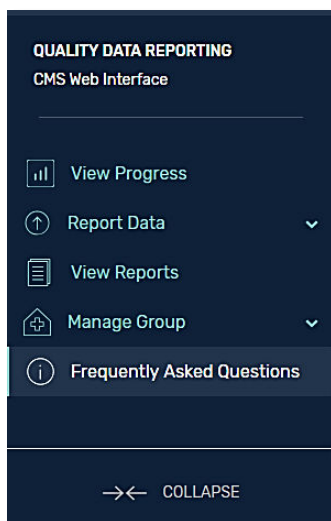 QUALITY DATA REPORTING
CMS Web Interface
View Progress
Report Data
View Reports
Manage Group
Frequently Asked Questions
COLLAPSE